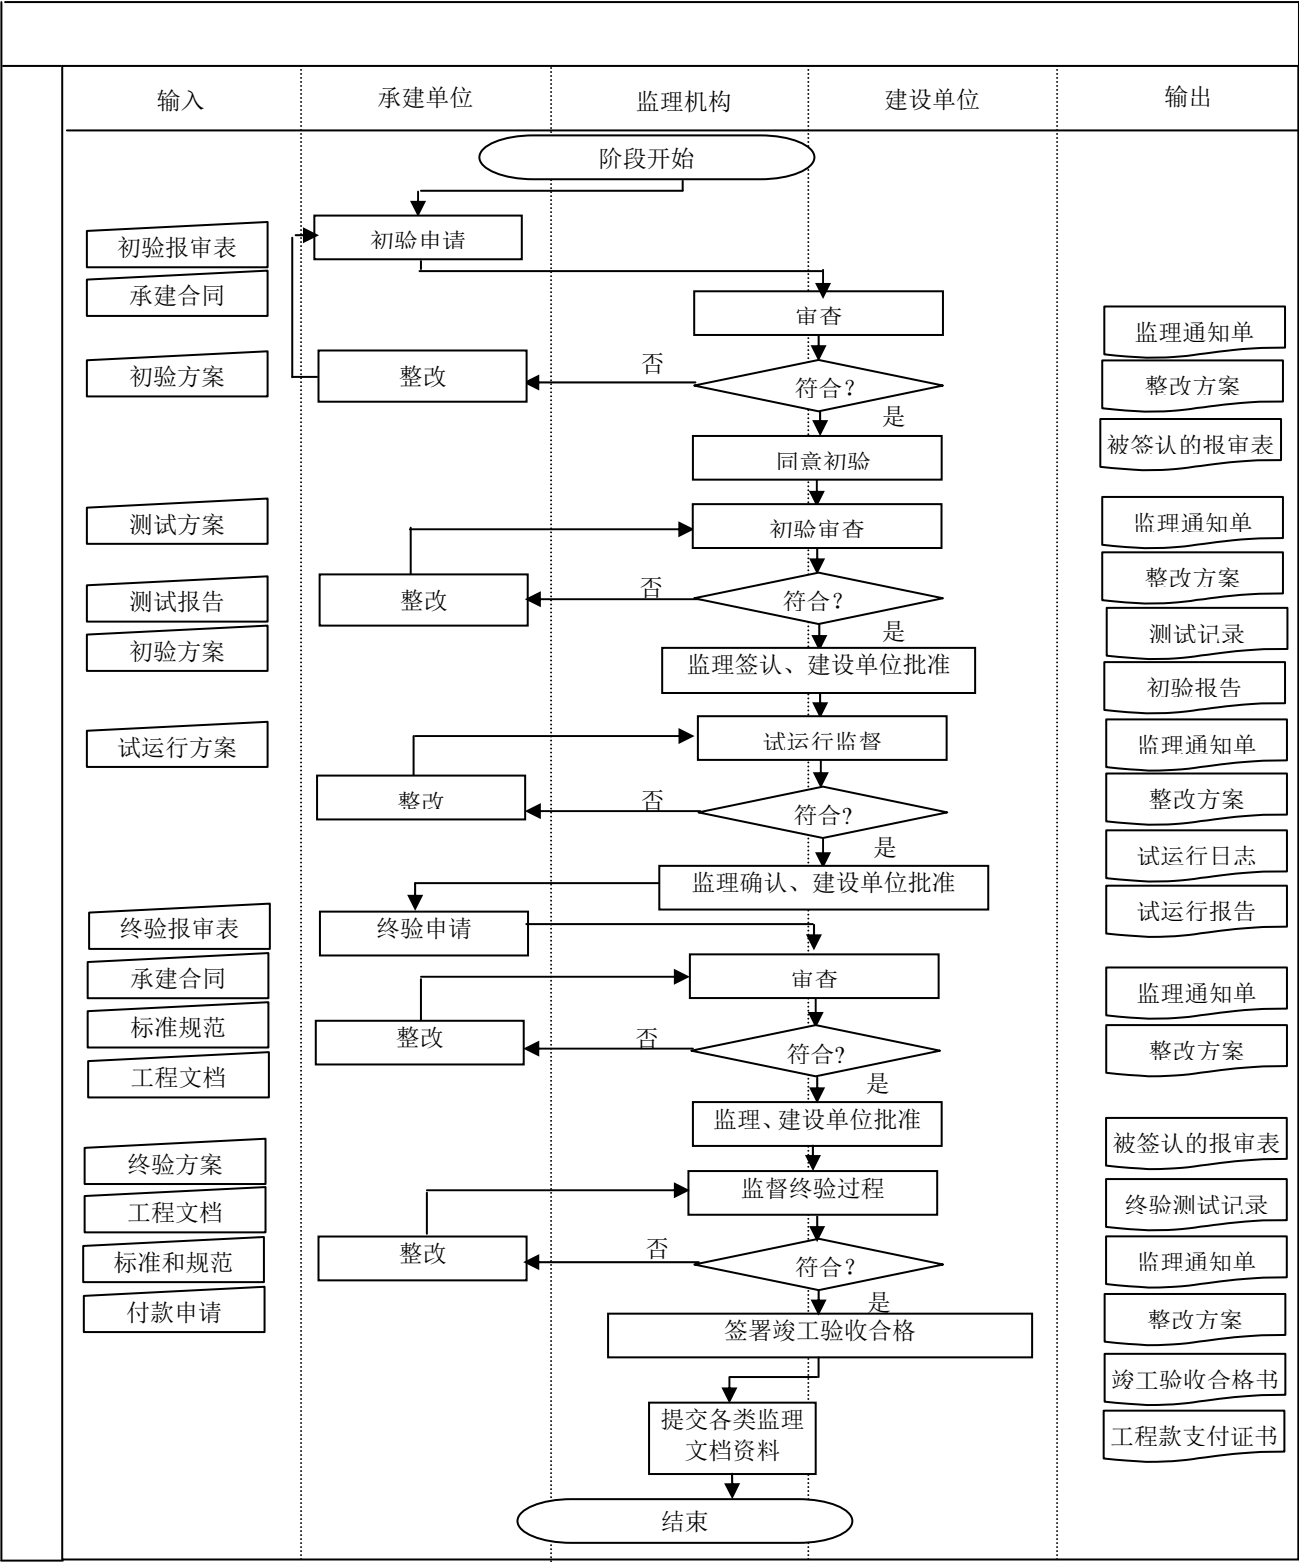 输入
承建单位
监理机构
建设单位
输出
阶段开始
初验报审表
初验申请
承建合同
审查
监理通知单
初验方案
整改
否
符合?
整改方案
是
被签认的报审表
同意初验
测试方案
初验审查
监理通知单
测试报告
整改
否
符合?
整改方案
是
测试记录
初验方案
监理签认、建设单位批准
初验报告
试运行方案
试运行监督
监理通知单
整改
否
符合?
整改方案
是
试运行日志
监理确认、建设单位批准
试运行报告
终验报审表
终验申请
承建合同
审查
监理通知单
标准规范
整改
否
符合?
整改方案
工程文档
是
监理、建设单位批准
被签认的报审表
终验方案
监督终验过程
终验测试记录
工程文档
标准和规范
整改
否
符合?
监理通知单
付款申请
是
签署竣工验收合格
整改方案
竣工验收合格书
提交各类监理
文档资料
工程款支付证书
结束